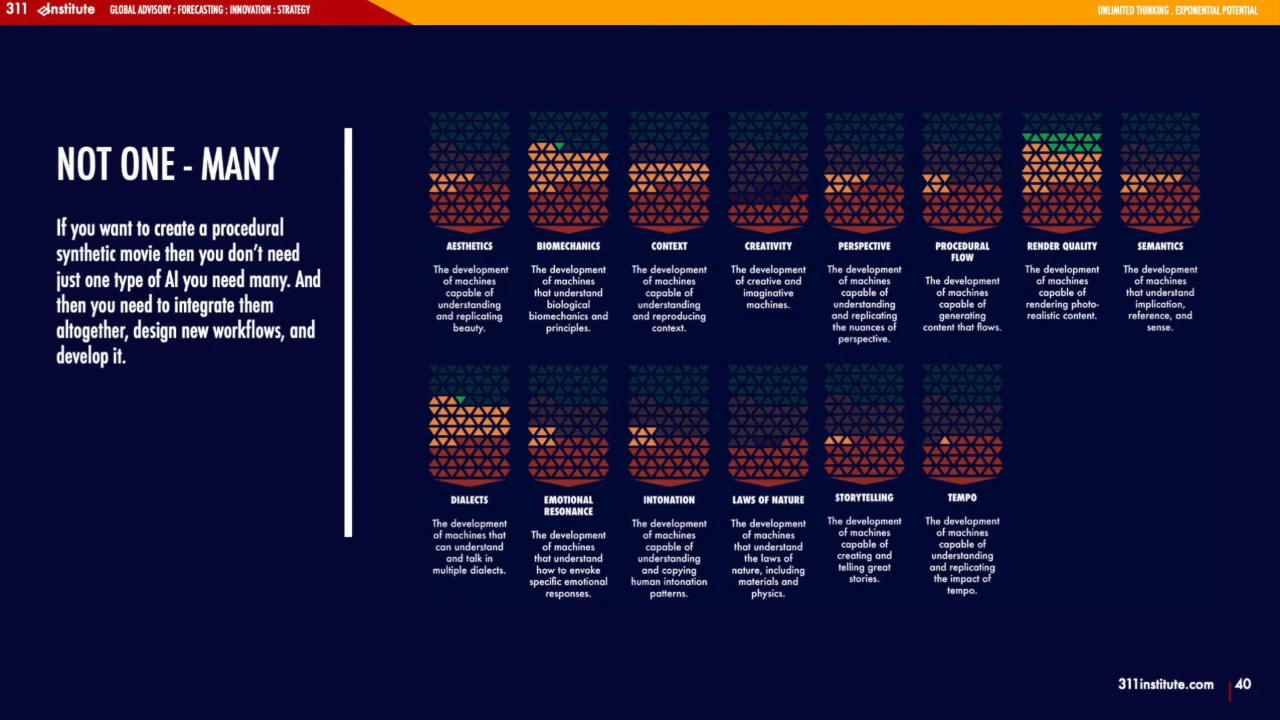 311 Institute GLOBAL ADVISORY : FORECASTING : INNOVATION : STRATEGY
UNLIMITED THINKING . EXPONENTIAL POTENTIAL
NOT ONE - MANY
If you want to create a procedural
synthetic movie then you don't need
just one type of AI you need many. And
then you need to integrate them
altogether, design new workflows, and
develop it.
AESTHETICS
The development
of machines
capable of
understanding
and replicating
beauty.
BIOMECHANICS
The development
of machines
that understand
biological
biomechanics and
principles.
CONTEXT
The development
of machines
capable of
understanding
and reproducing
context.
CREATIVITY
The development
of creative and
imaginative
machines.
PERSPECTIVE
The development
of machines
capable of
understanding
and replicating
the nuances of
perspective.
PROCEDURAL
FLOW
The development
of machines
capable of
generating
content that flows.
RENDER QUALITY
The development
of machines
capable of
rendering photo-
realistic content.
SEMANTICS
The development
of machines
that understand
implication,
reference, and
sense.
DIALECTS
The development
of machines that
can understand
and talk in
multiple dialects.
EMOTIONAL
RESONANCE
The development
of machines
that understand
how to envoke
specific emotional
responses.
INTONATION
The development
of machines
capable of
understanding
and copying
human intonation
patterns.
LAWS OF NATURE
The development
of machines
that understand
the laws of
nature, including
materials and
physics.
STORYTELLING
The development
of machines
capable of
creating and
telling great
stories.
TEMPO
The development
of machines
capable of
understanding
and replicating
the impact of
tempo.
311institute.com 40